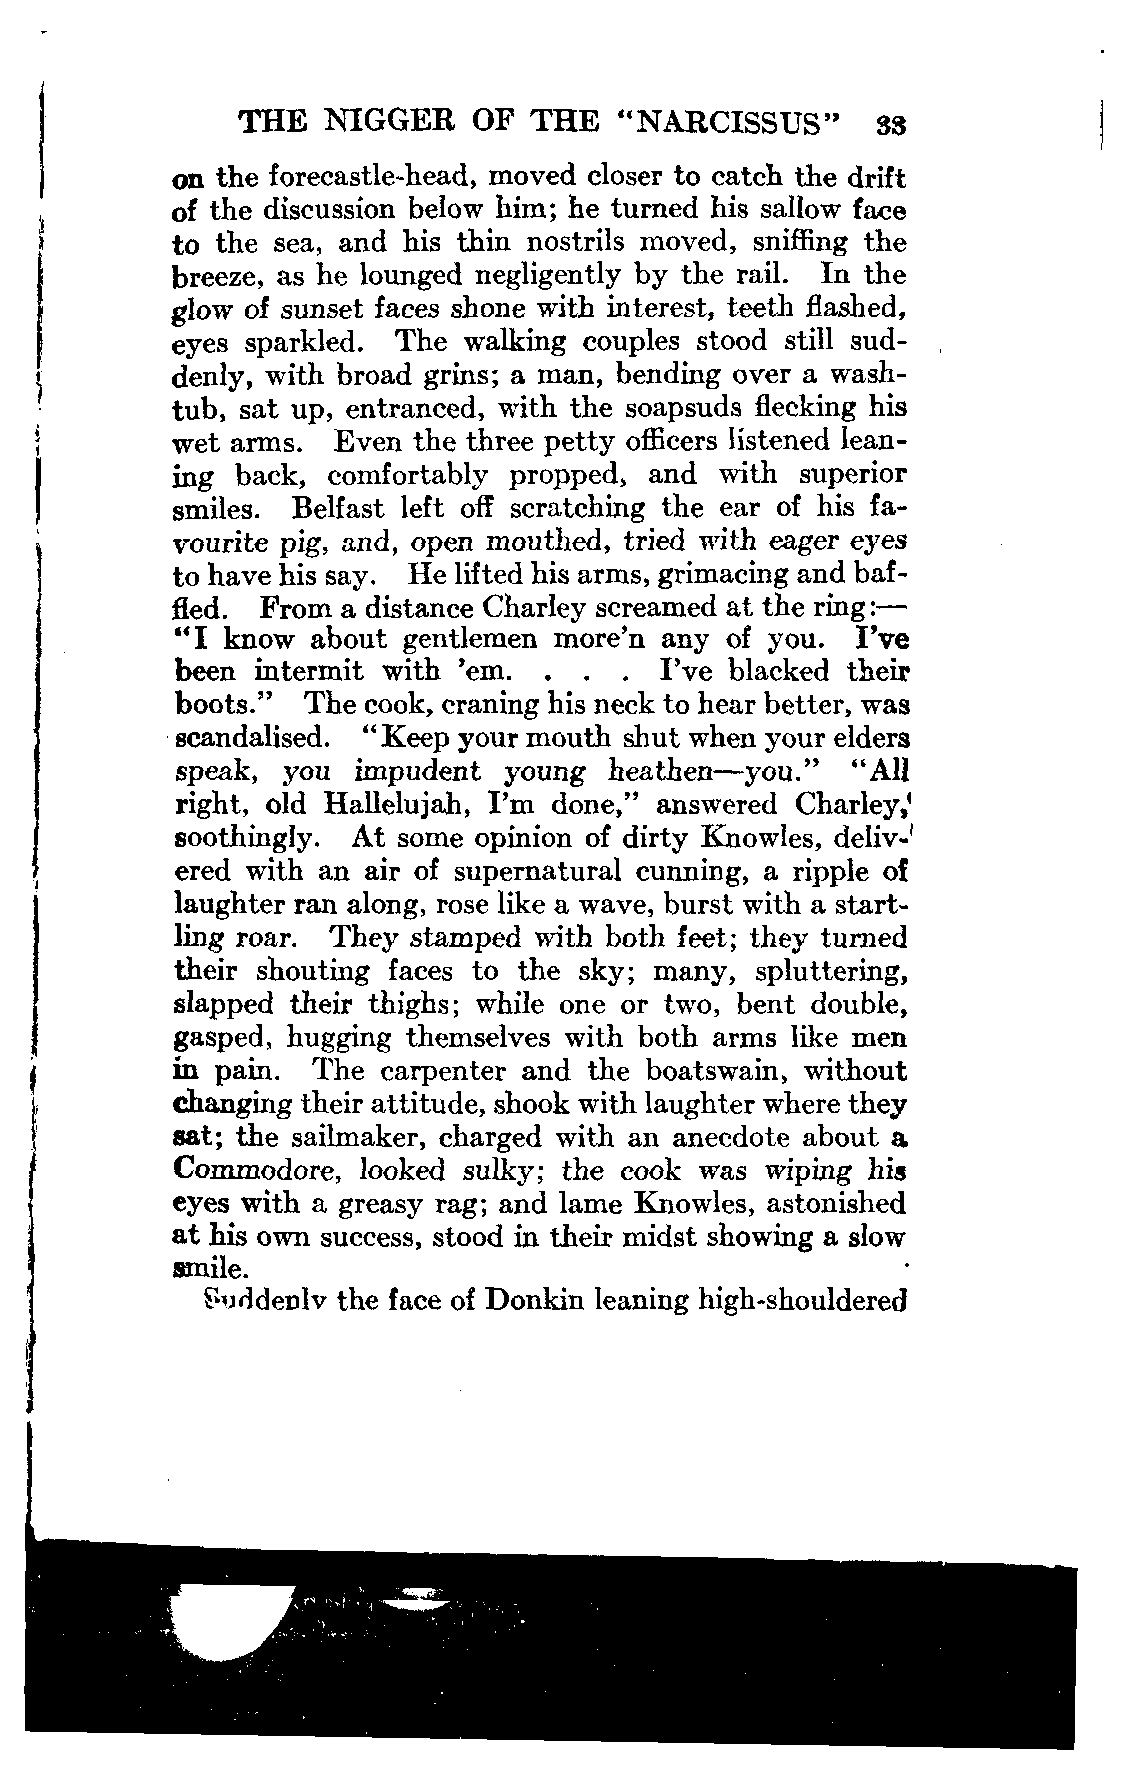 THE NIGGER OF THE "NARCISSUS" 33
on the forecastle-head, moved closer to catch the drift
of the discussion below him; he turned his sallow face
to the sea, and his thin nostrils moved, sniffing the
breeze, as he lounged negligently by the rail. In the
glow of sunset faces shone with interest, teeth flashed,
eyes sparkled. The walking couples stood still sud-
denly, with broad grins; a man, bending over a wash-
tub, sat up, entranced, with the soapsuds flecking his
wet arms. Even the three petty officers listened lean-
ing back, comfortably propped, and with superior
smiles. Belfast left off scratching the ear of his fa-
vourite pig, and, open mouthed, tried with eager eyes
to have his say. He lifted his arms, grimacing and baf-
fled. From a distance Charley screamed at the ring:—
"I know about gentlemen more'n any of you. I've
been intermit with 'em. . . . I've blacked their
boots." The cook, craning his neck to hear better, was
scandalised. "Keep your mouth shut when your elders
speak, you impudent young heathen—you." "All
right, old Hallelujah, I'm done," answered Charley,
soothingly. At some opinion of dirty Knowles, deliv-
ered with an air of supernatural cunning, a ripple of
laughter ran along, rose like a wave, burst with a start-
ling roar. They stamped with both feet; they turned
their shouting faces to the sky; many, spluttering,
slapped their thighs; while one or two, bent double,
gasped, hugging themselves with both arms like men
in pain. The carpenter and the boatswain, without
changing their attitude, shook with laughter where they
sat; the sailmaker, charged with an anecdote about a
Commodore, looked sulky; the cook was wiping his
eyes with a greasy rag; and lame Knowles, astonished
at his own success, stood in their midst showing a slow
smile.
Suddenly the face of Donkin leaning high-shouldered